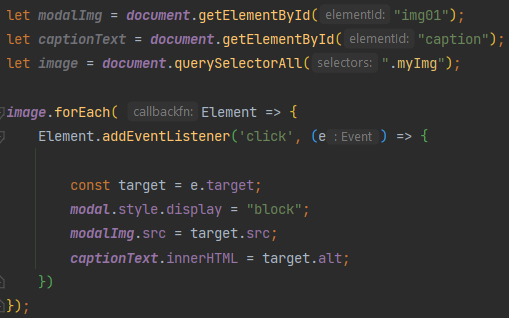 let modalImg = document.getElementById( elementId: "img01");
let captionText = document.getElementById( elementId: "caption");
let image = document.querySelectorAll( selectors: ".myImg");
image.forEach( callbackfn: Element => {
Element.addEventListener('click', (e : Event ) => {
const target = e.target;
modal.style.display = "block";
modalImg.src = target.src;
captionText.innerHTML = target.alt;
})
});